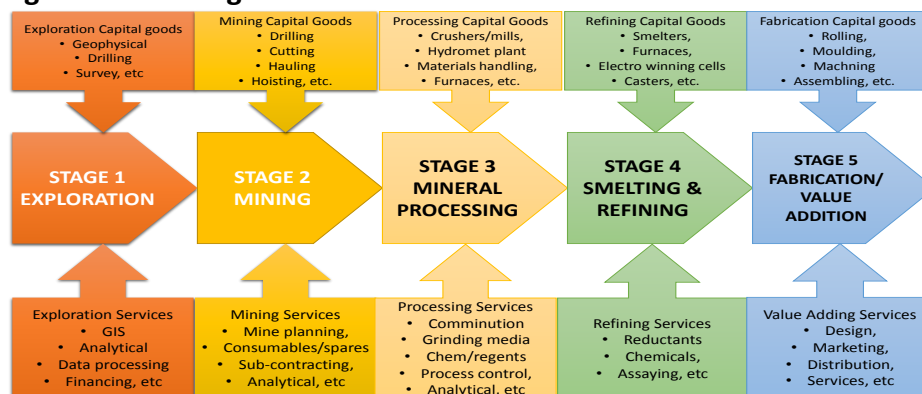 Exploration Capital goods
• Geophysical
• Drilling
• Survey, etc
Mining Capital Goods
• Drilling
• Cutting
• Hauling
• Hoisting, etc.
Processing Capital Goods
• Crushers/mills,
• Hydromet plant
• Materials handling,
• Furnaces, etc.
Refining Capital Goods
• Smelters,
• Furnaces,
• Electro winning cells
• Casters, etc.
Fabrication Capital goods
• Rolling,
• Moulding,
• Machning
• Assembling, etc.
STAGE 1
EXPLORATION
STAGE 2
MINING
STAGE 3
MINERAL
PROCESSING
STAGE 4
SMELTING &
REFINING
STAGE 5
FABRICATION/
VALUE
ADDITION
Exploration Services
• GIS
• Analytical
• Data processing
• Financing, etc
Mining Services
• Mine planning,
• Consumables/spares
• Sub-contracting,
• Analytical, etc
Processing Services
• Comminution
• Grinding media
• Chem/regents
• Process control,
• Analytical, etc
Refining Services
• Reductants
• Chemicals,
• Assaying, etc
Value Adding Services
• Design,
• Marketing,
• Distribution,
• Services, etc